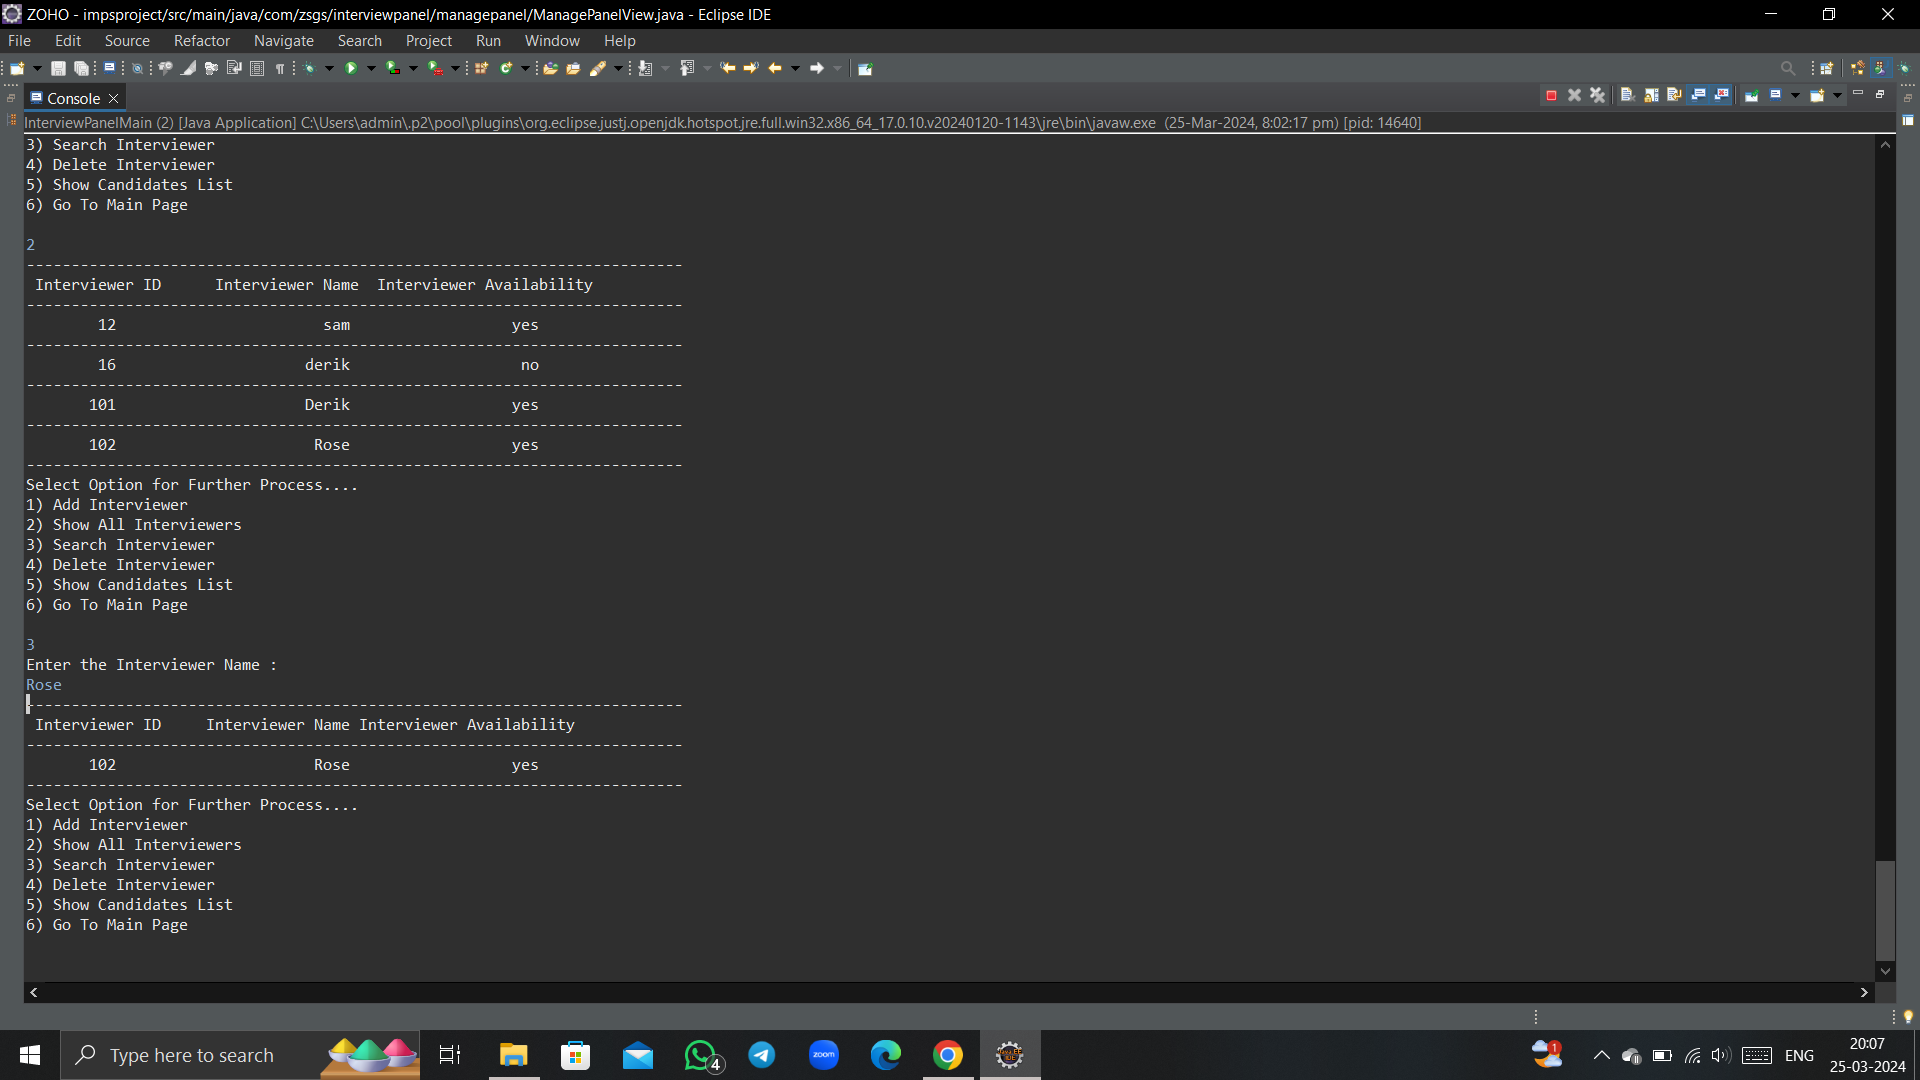 ZOHO - impsproject/src/main/java/com/zsgs/interviewpanel/managepanel/ManagePanelView.java - Eclipse IDE
File Edit Source Refactor Navigate Search Project Run Window Help
Console
InterviewPanelMain (2) [Java Application] C:\Users\admin\.p2\pool\plugins\org.eclipse.justj.openjdk.hotspot.jre.full.win32.x86_64_17.0.10.v20240120-1143\jre\bin\javaw.exe (25-Mar-2024, 8:02:17 pm) [pid: 14640]
3) Search Interviewer
4) Delete Interviewer
5) Show Candidates List
6) Go To Main Page
2
-------------------------------------------------------------------------
Interviewer ID Interviewer Name Interviewer Availability
-------------------------------------------------------------------------
12 sam yes
-------------------------------------------------------------------------
16 derik no
-------------------------------------------------------------------------
101 Derik yes
-------------------------------------------------------------------------
102 Rose yes
-------------------------------------------------------------------------
Select Option for Further Process....
1) Add Interviewer
2) Show All Interviewers
3) Search Interviewer
4) Delete Interviewer
5) Show Candidates List
6) Go To Main Page
3
Enter the Interviewer Name :
Rose
-------------------------------------------------------------------------
Interviewer ID Interviewer Name Interviewer Availability
-------------------------------------------------------------------------
102 Rose yes
-------------------------------------------------------------------------
Select Option for Further Process....
1) Add Interviewer
2) Show All Interviewers
3) Search Interviewer
4) Delete Interviewer
5) Show Candidates List
6) Go To Main Page
Type here to search
4
zoom
1
ENG
20:07
25-03-2024